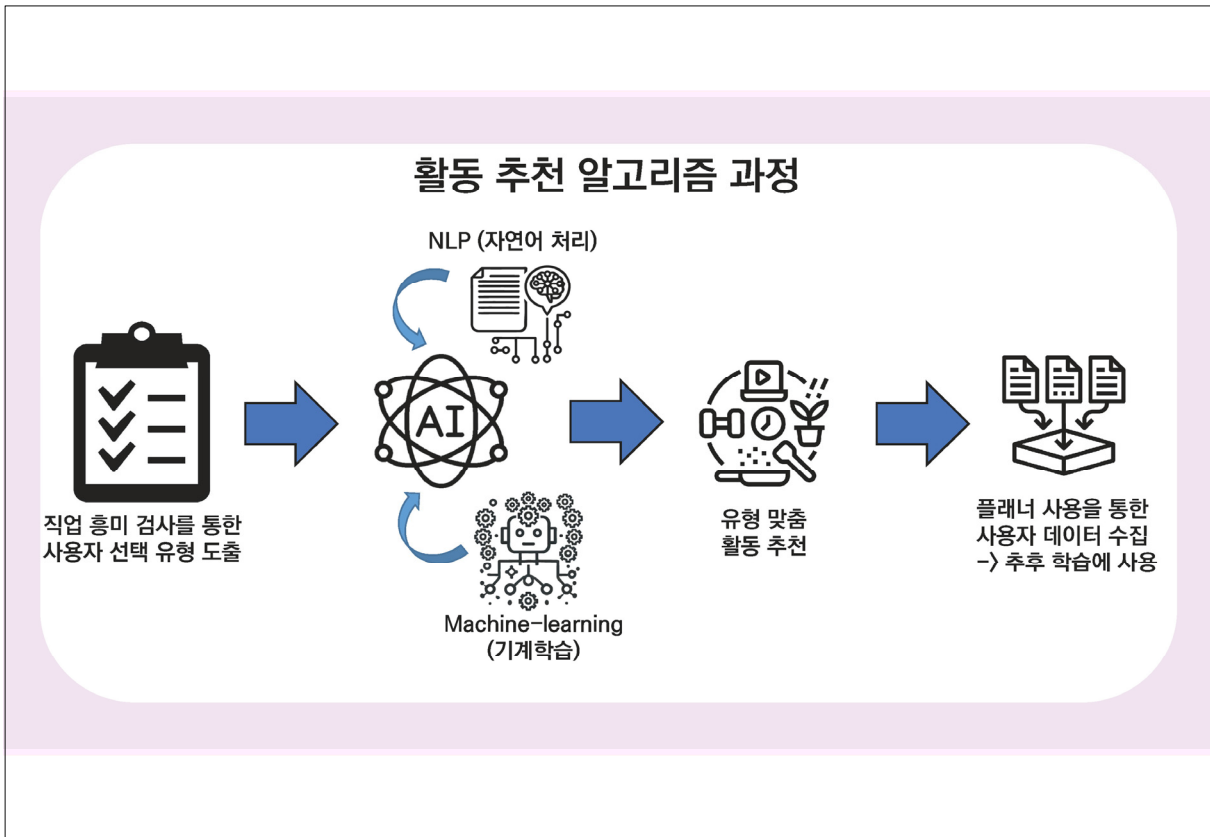 활동 추천 알고리즘 과정
NLP (자연어 처리)
AI
직업 흥미 검사를 통한
사용자 선택 유형 도출
Machine-learning
(기계학습)
유형 맞춤
활동 추천
플래너 사용을 통한
사용자 데이터 수집
-> 추후 학습에 사용